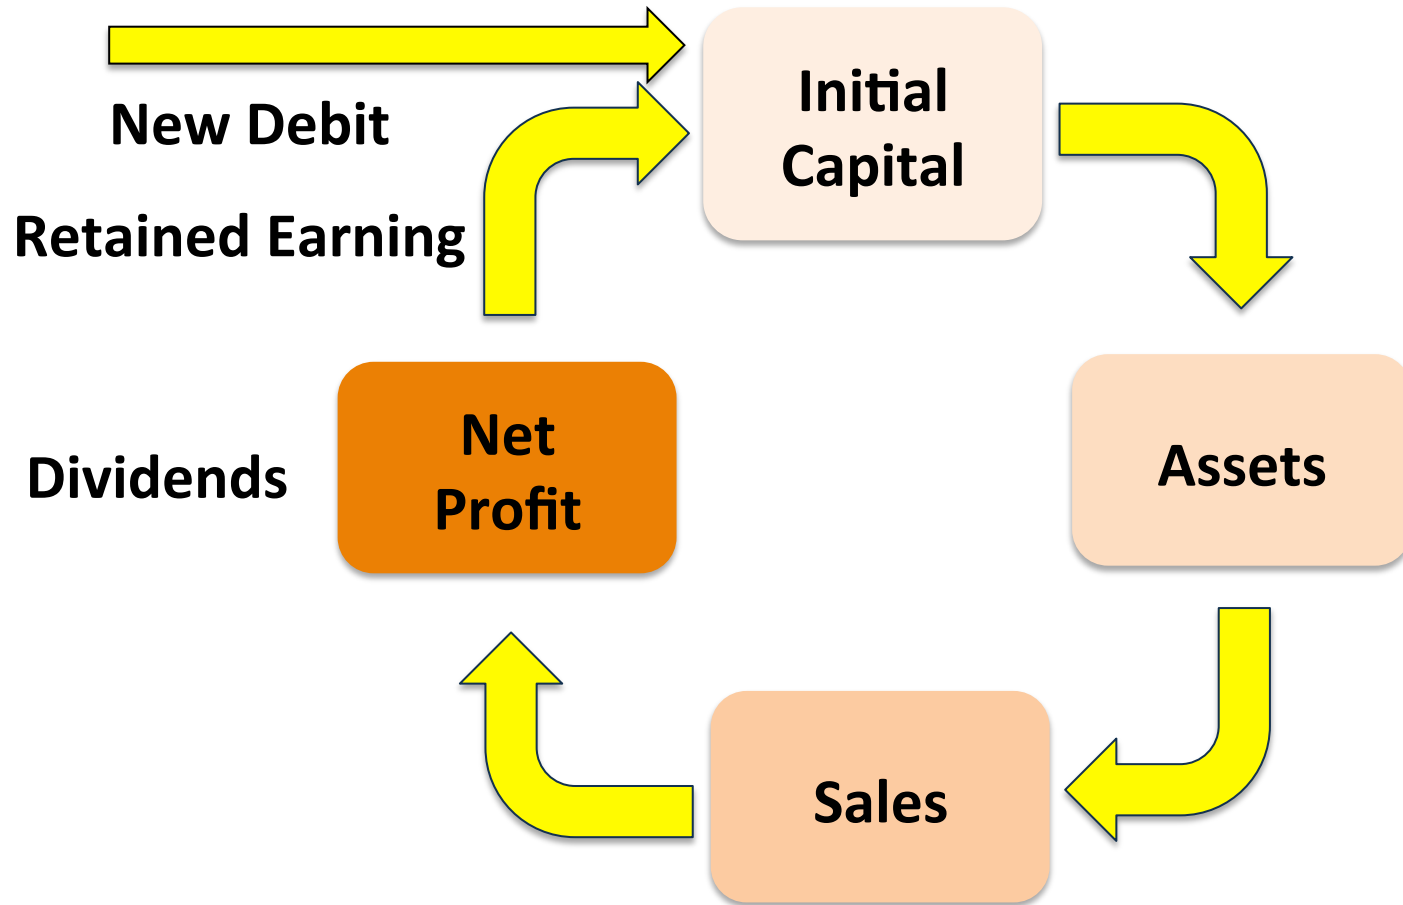 New Debit
Initial
Capital
Retained Earning
Net
Profit
Dividends
Assets
Sales